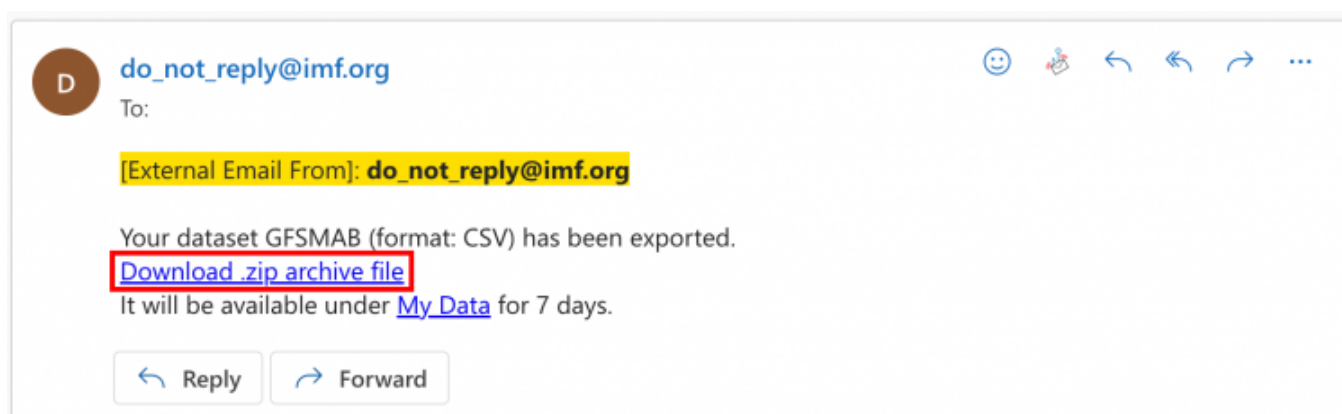 D
do_not_reply@imf.org
To:
[External Email From]: do_not_reply@imf.org
Your dataset GFSMAB (format: CSV) has been exported.
Download .zip archive file
It will be available under My Data for 7 days.
Reply Forward